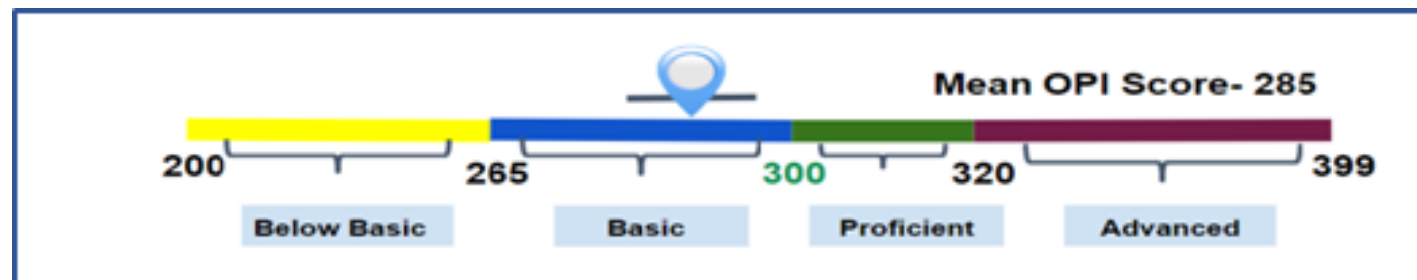 Mean OPI Score- 285
200 265 300 320 399
Below Basic Basic Proficient Advanced